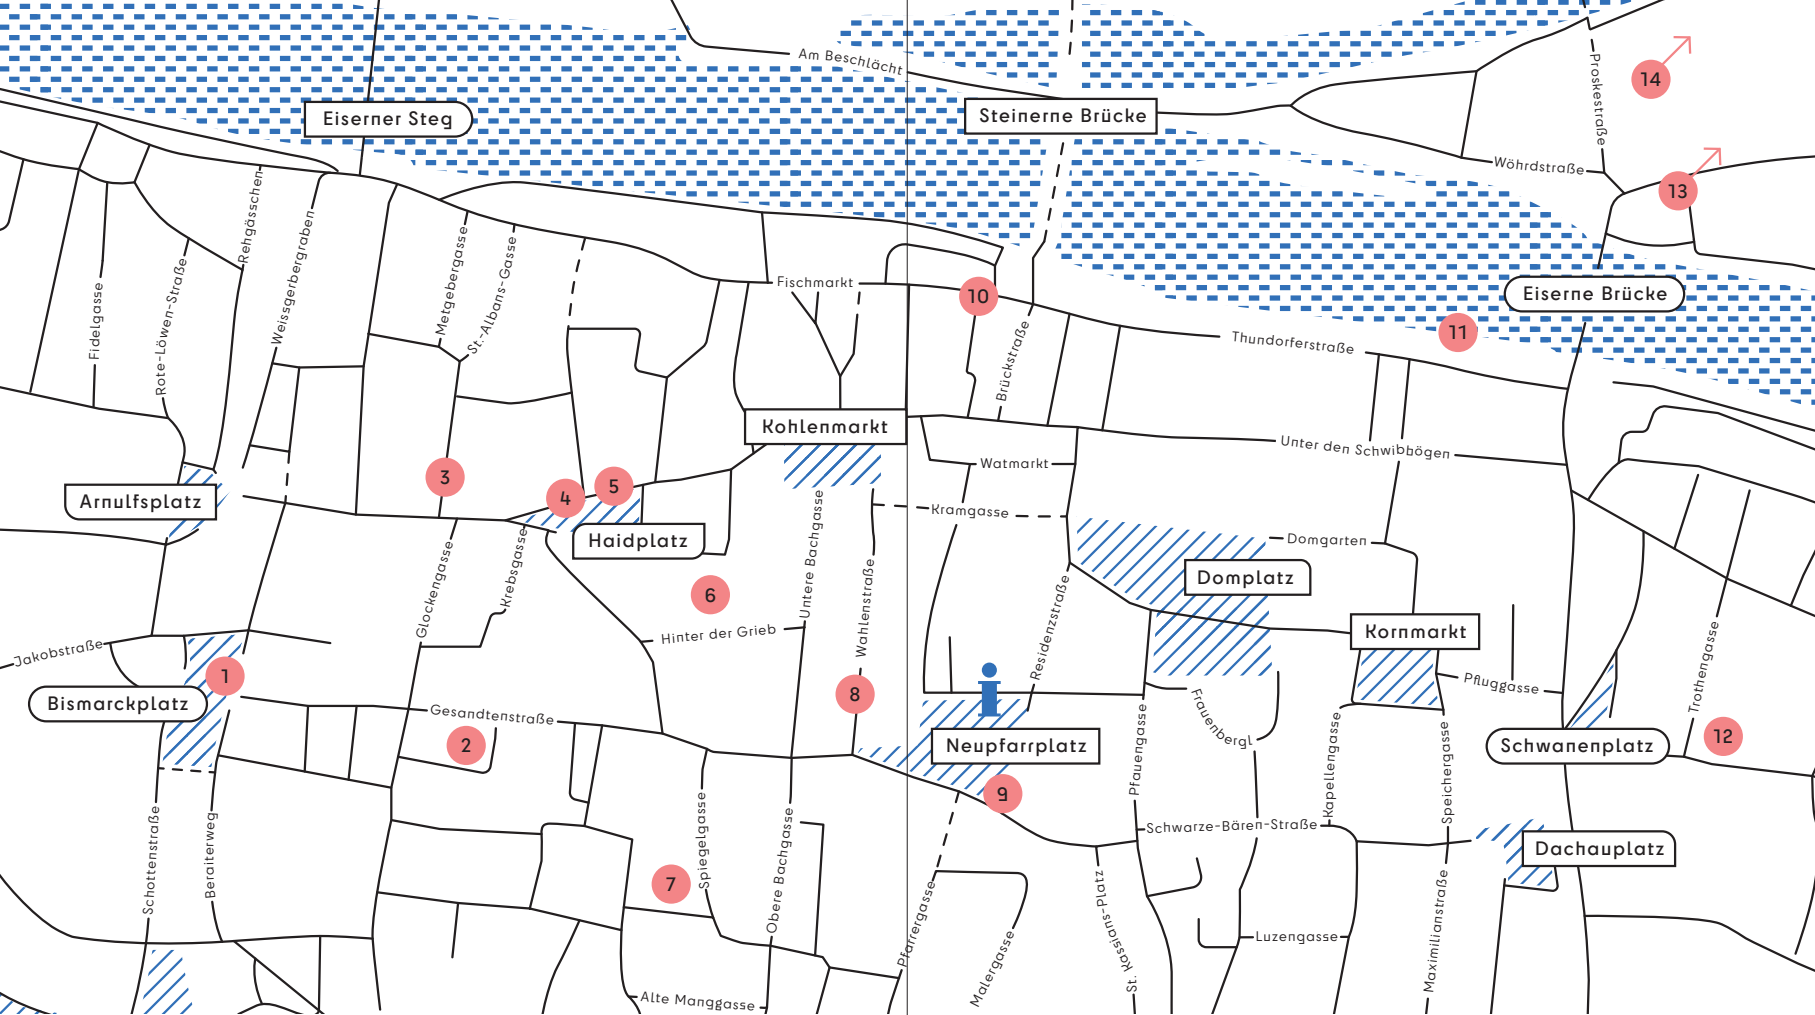 Am Beschlächt
Eiserner Steg
Steinerne Brücke
Proskestraße
14
Wöhrdstraße
13
Rehgässchen
Weissgerbergraben
Metgebergasse
St.-Albans-Gasse
Fidelgasse
Rote-Löwen-Straße
Fischmarkt
10
Brückstraße
Eiserne Brücke
11
Thundorferstraße
Kohlenmarkt
Unter den Schwibbögen
Watmarkt
3
4
5
Arnulfsplatz
Haidplatz
Kramgasse
Domgarten
Untere Bachgasse
Wahlenstraße
Glockengasse
Krebsgasse
Residenzstraße
Domplatz
6
Hinter der Grieb
Kornmarkt
Jakobstraße
1
Bismarckplatz
Gesandtenstraße
2
8
Pfluggasse
Trothengasse
Frauenbergl
Neupfarrplatz
Pfauengasse
Kapellengasse
Speichergasse
Schwanenplatz
12
9
Schwarze-Bären-Straße
Dachauplatz
Schottenstraße
Beraiterweg
Spiegelgasse
7
Obere Bachgasse
Pfarrergasse
Malergasse
St. Kassians-Platz
Luzengasse
Maximilianstraße
Alte Manggasse